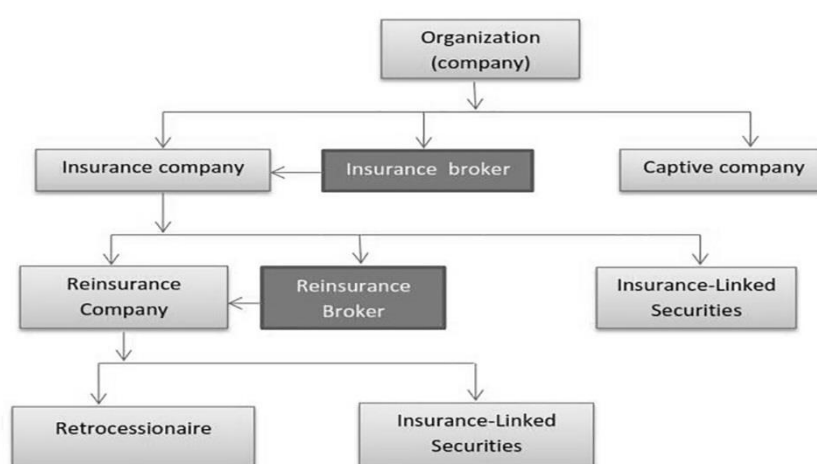 Organization
(company)
Insurance company
Insurance broker
Captive company
Reinsurance
Company
Reinsurance
Broker
Insurance-Linked
Securities
Retrocessionaire
Insurance-Linked
Securities